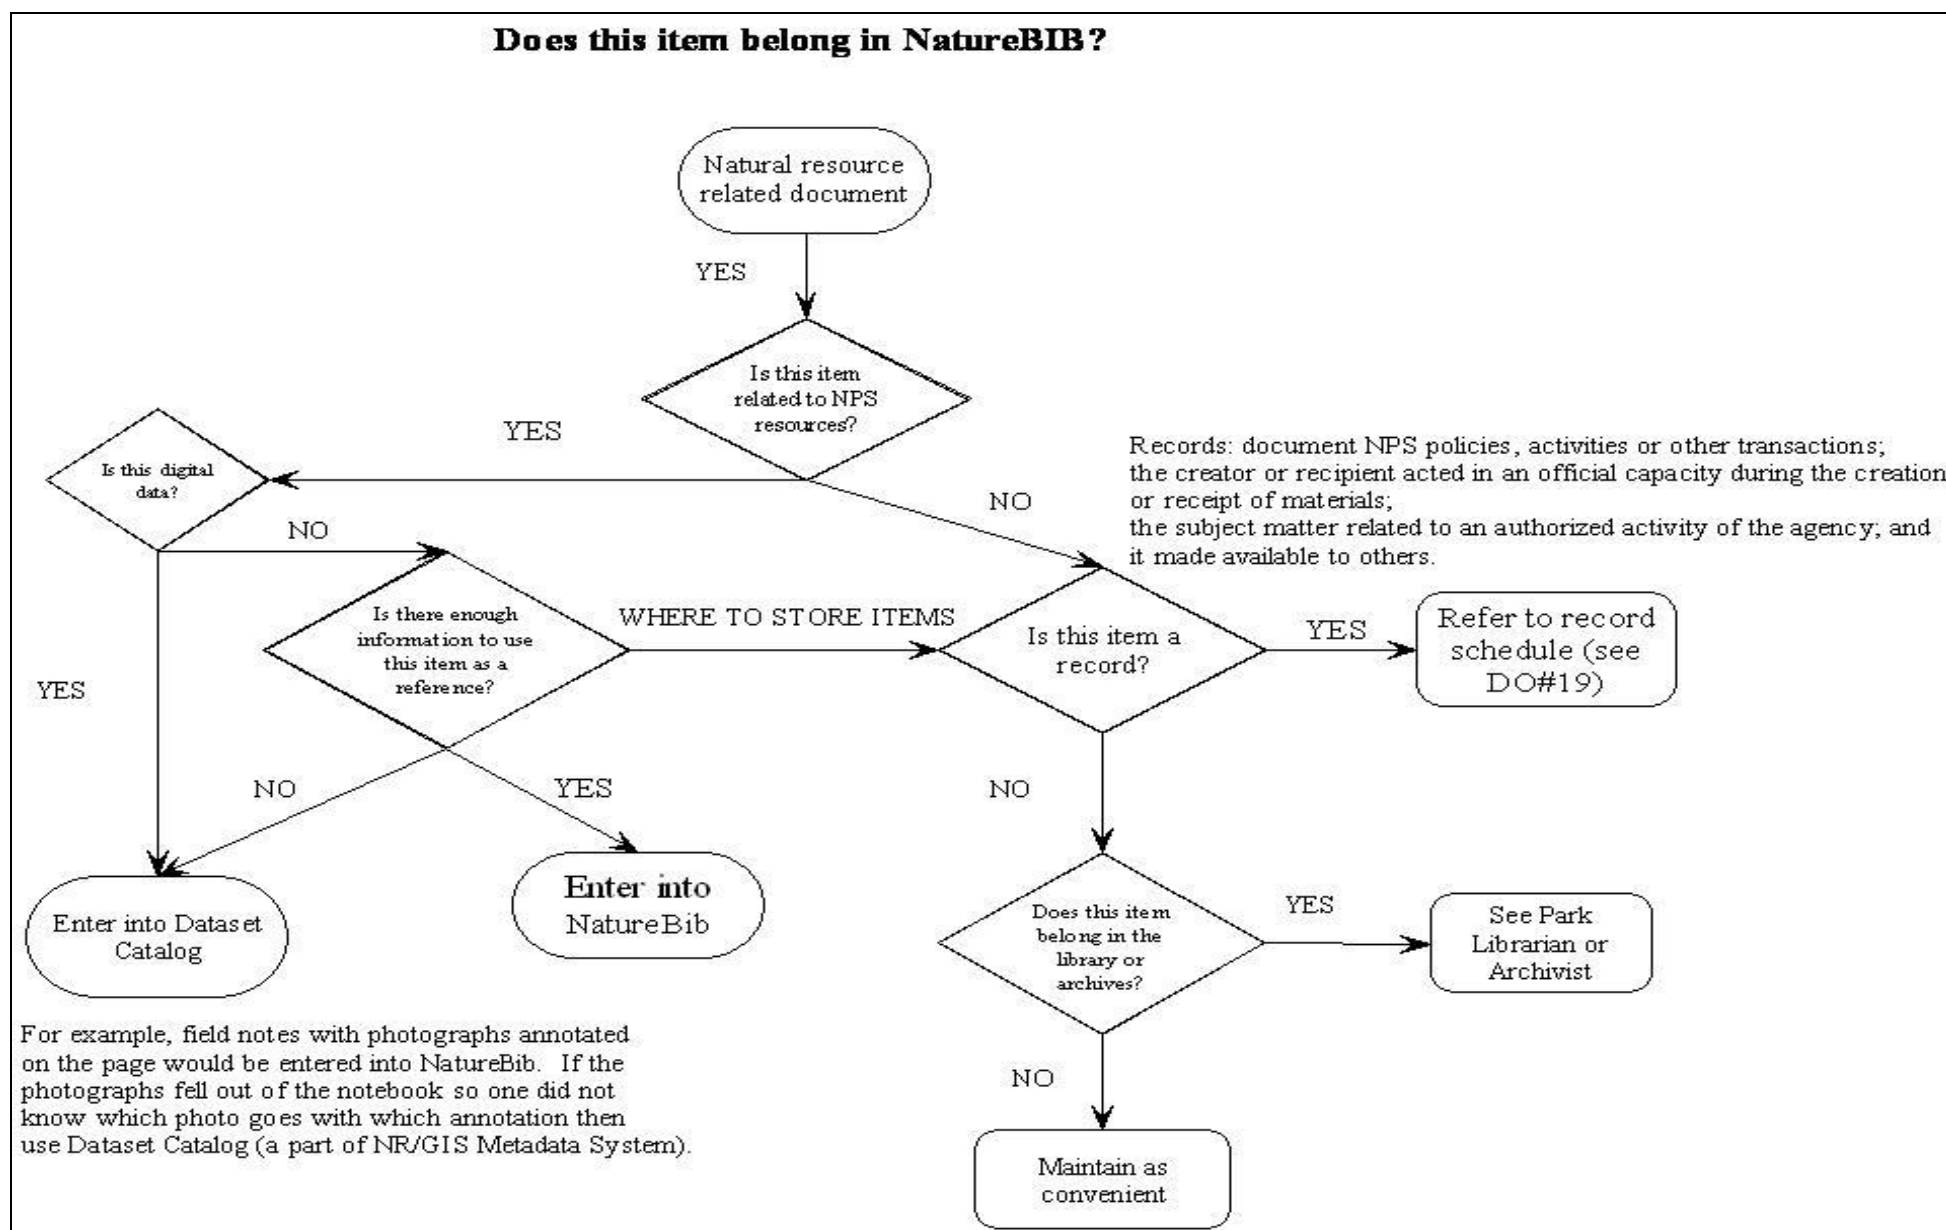 Does this item belong in NatureBIB?
Natural resource
related document
YES
Is this item
related to NPS
resources?
YES
NO
Records: document NPS policies, activities or other transactions;
the creator or recipient acted in an official capacity during the creation
or receipt of materials;
the subject matter related to an authorized activity of the agency; and
it made available to others.
Is this digital
data?
NO
YES
Is there enough
information to use
this item as a
reference?
WHERE TO STORE ITEMS
Is this item a
record?
YES
Refer to record
schedule (see
DO#19)
NO
YES
NO
Enter into Dataset
Catalog
Enter into
NatureBib
Does this item
belong in the
library or
archives?
YES
See Park
Librarian or
Archivist
NO
Maintain as
convenient
For example, field notes with photographs annotated
on the page would be entered into NatureBib. If the
photographs fell out of the notebook so one did not
know which photo goes with which annotation then
use Dataset Catalog (a part of NR/GIS Metadata System).